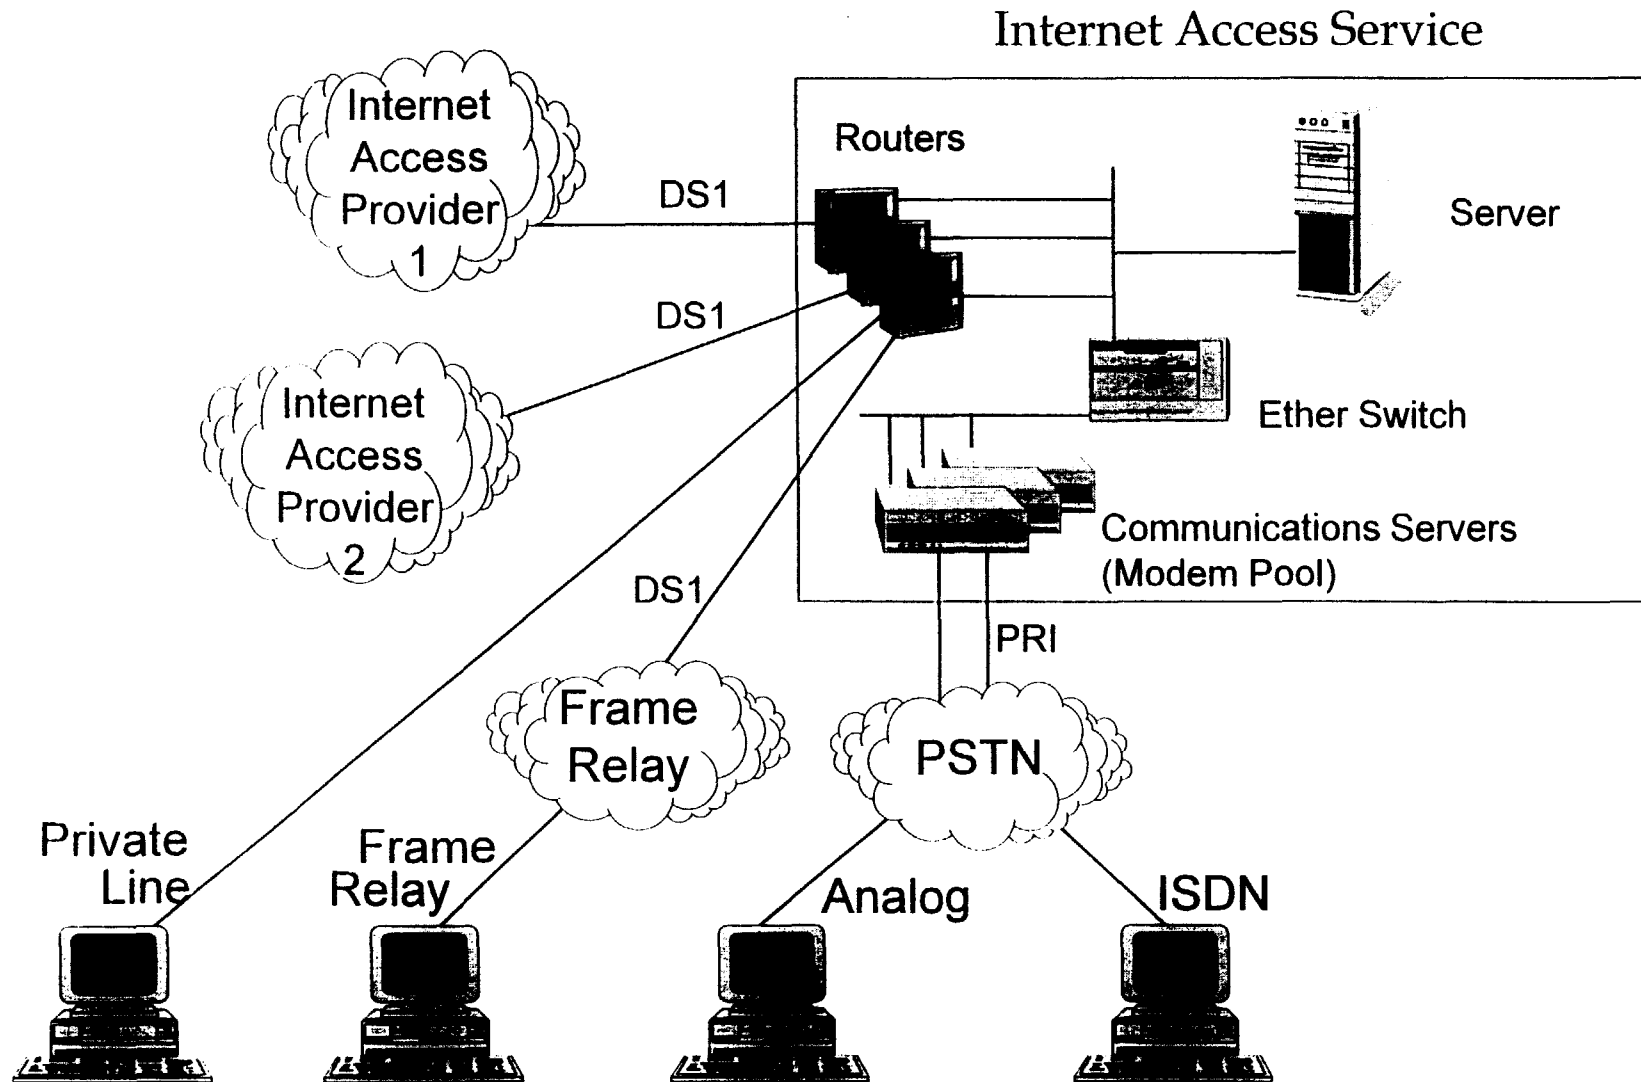 Internet Access Service
Internet
Access
Provider
1
DS1
Routers
Server
DS1
Internet
Access
Provider
2
Ether Switch
Communications Servers
(Modem Pool)
DS1
PRI
Frame
Relay
PSTN
Private
Line
Frame
Relay
Analog
ISDN